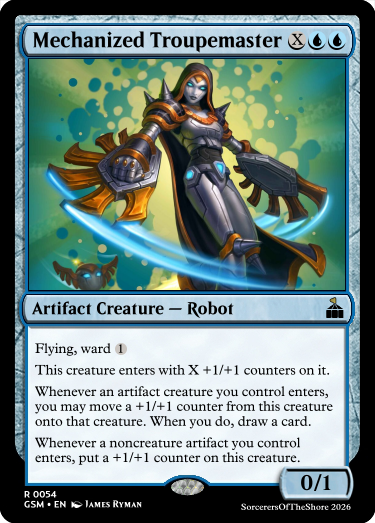 Mechanized Troupemaster X
Artifact Creature — Robot
Flying, ward 1
This creature enters with X +1/+1 counters on it.
Whenever an artifact creature you control enters,
you may move a +1/+1 counter from this creature
onto that creature. When you do, draw a card.
Whenever a noncreature artifact you control
enters, put a +1/+1 counter on this creature.
0/1
R 0054
GSM • EN James Ryman
SorcerersOfTheShore 2026